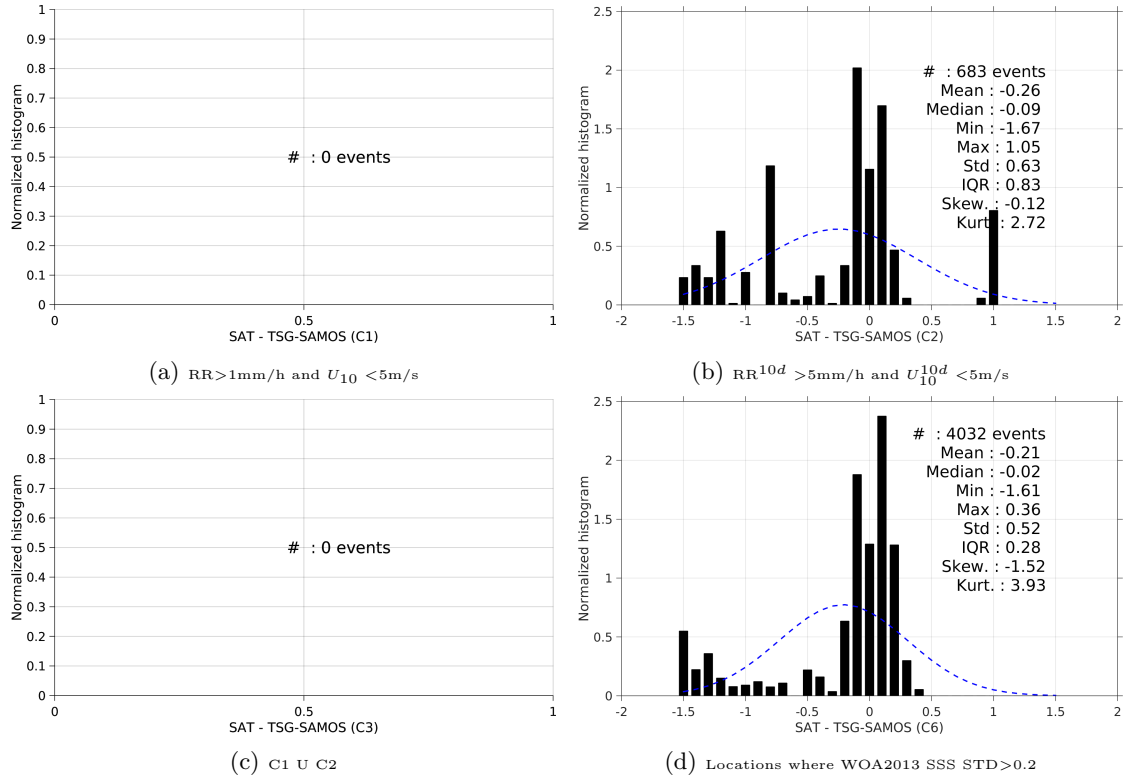 1
0.9
0.8
0.7
0.6
0.5
0.4
0.3
0.2
0.1
0
Normalized histogram
# : 0 events
0 0.5 1
SAT - TSG-SAMOS (C1)
(a) RR>1mm/h and U10 <5m/s
2.5
2
1.5
1
0.5
0
Normalized histogram
# : 683 events
Mean : -0.26
Median : -0.09
Min : -1.67
Max : 1.05
Std : 0.63
IQR : 0.83
Skew. : -0.12
Kurt. : 2.72
-2 -1.5 -1 -0.5 0 0.5 1 1.5 2
SAT - TSG-SAMOS (C2)
(b) RR^10d >5mm/h and U_10^10d <5m/s
1
0.9
0.8
0.7
0.6
0.5
0.4
0.3
0.2
0.1
0
Normalized histogram
# : 0 events
0 0.5 1
SAT - TSG-SAMOS (C3)
(c) C1 U C2
2.5
2
1.5
1
0.5
0
Normalized histogram
# : 4032 events
Mean : -0.21
Median : -0.02
Min : -1.61
Max : 0.36
Std : 0.52
IQR : 0.28
Skew. : -1.52
Kurt. : 3.93
-2 -1.5 -1 -0.5 0 0.5 1 1.5 2
SAT - TSG-SAMOS (C6)
(d) Locations where WOA2013 SSS STD>0.2